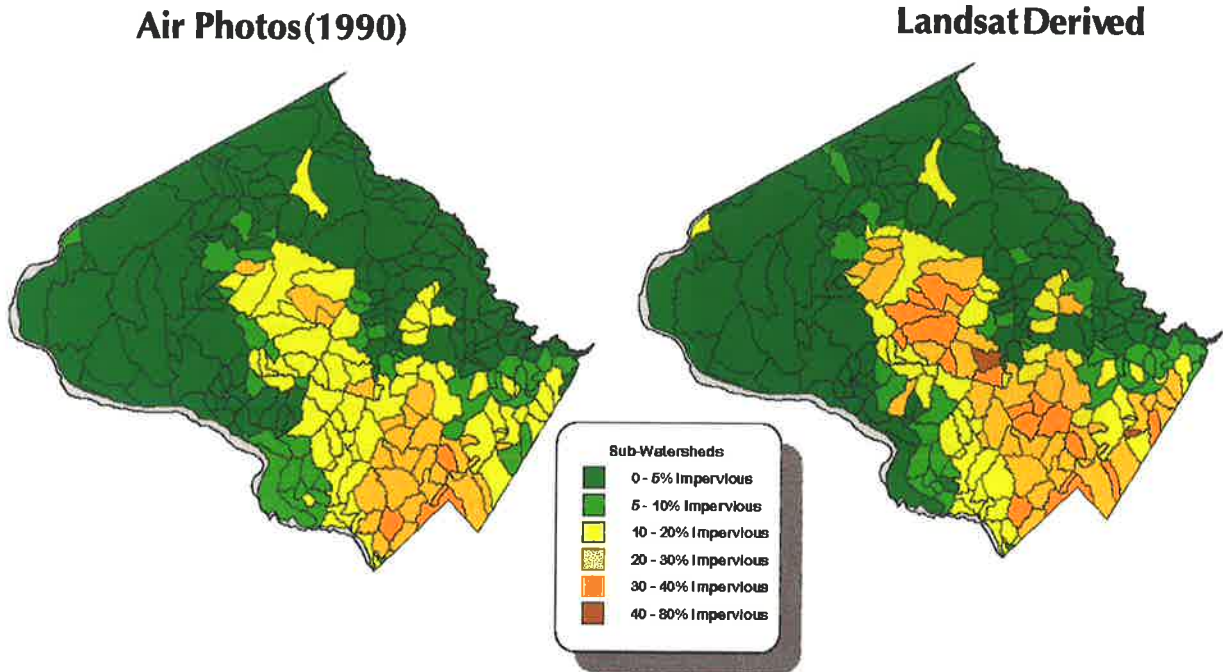 Air Photos (1990)
Landsat Derived
Sub-Watersheds
0 - 5% Impervious
5 - 10% Impervious
10 - 20% Impervious
20 - 30% Impervious
30 - 40% Impervious
40 - 80% Impervious